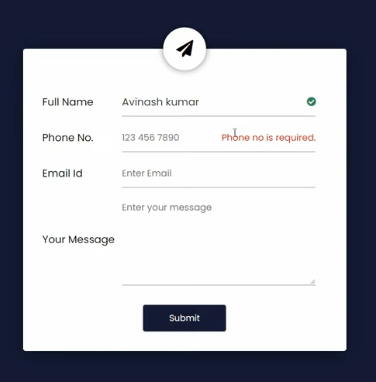 Full Name Avinash kumar
Phone No. 123 456 7890 Phone no is required.
Email Id Enter Email
Enter your message
Your Message
Submit